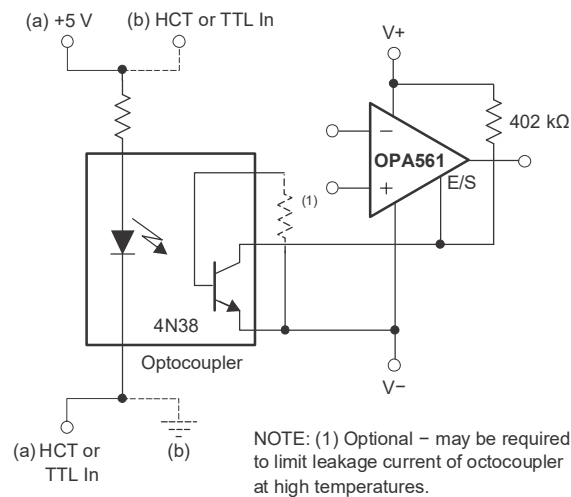 (a) +5 V
(b) HCT or TTL In
V+
402 kΩ
−
OPA561
+
E/S
(1)
4N38
Optocoupler
V−
(a) HCT or
TTL In
(b)
NOTE: (1) Optional − may be required
to limit leakage current of octocoupler
at high temperatures.